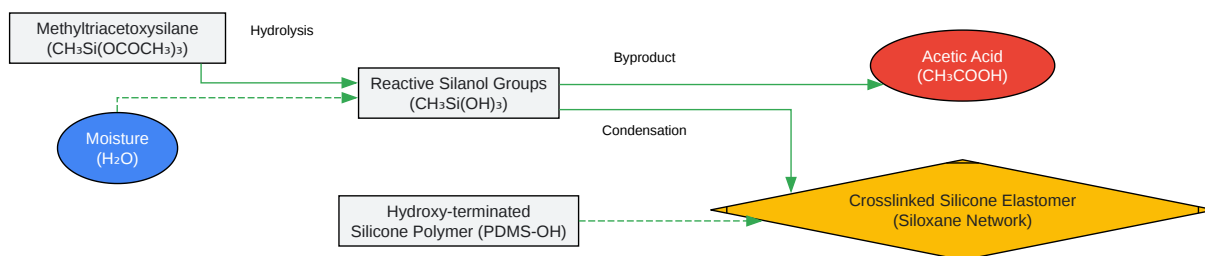 Methyltriacetoxysilane
(CH₃Si(OCOCH₃)₃)
Hydrolysis
Reactive Silanol Groups
(CH₃Si(OH)₃)
Byproduct
Acetic Acid
(CH₃COOH)
Moisture
(H₂O)
Condensation
Hydroxy-terminated
Silicone Polymer (PDMS-OH)
Crosslinked Silicone Elastomer
(Siloxane Network)